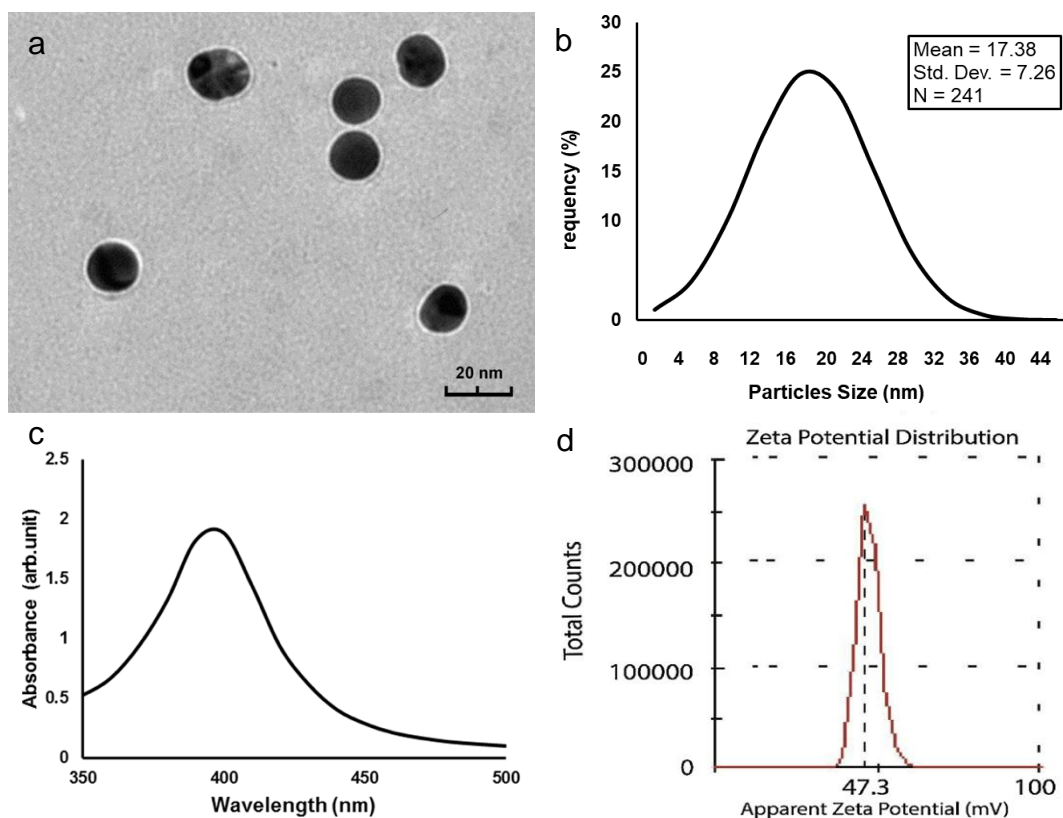 a
20 nm
b
30
25
20
15
10
5
0
requency (%)
Mean = 17.38
Std. Dev. = 7.26
N = 241
0 4 8 12 16 20 24 28 32 36 40 44
Particles Size (nm)
c
2.5
2
1.5
1
0.5
0
Absorbance (arb.unit)
350 400 450 500
Wavelength (nm)
d
Zeta Potential Distribution
300000
200000
100000
0
Total Counts
47.3 100
Apparent Zeta Potential (mV)